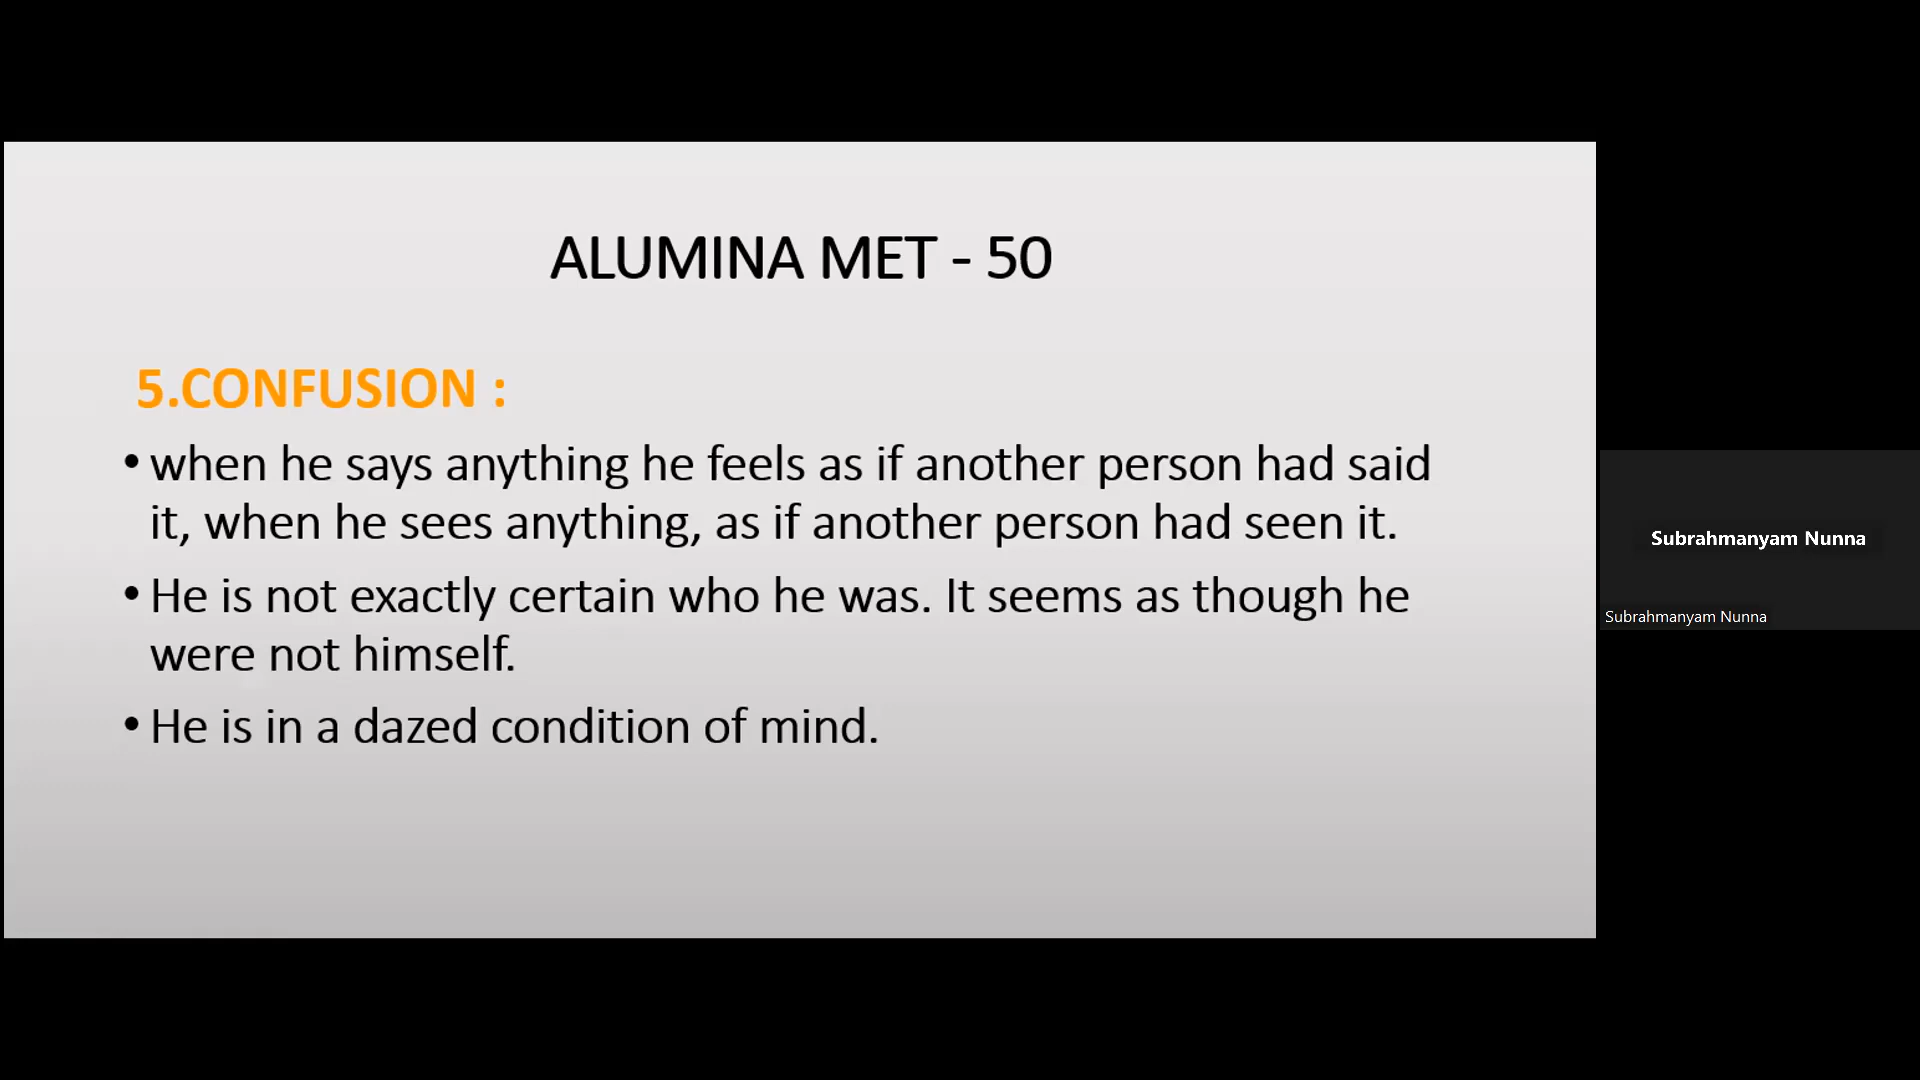 ALUMINA MET - 50
5.CONFUSION :
• when he says anything he feels as if another person had said
it, when he sees anything, as if another person had seen it.
• He is not exactly certain who he was. It seems as though he
were not himself.
• He is in a dazed condition of mind.
Subrahmanyam Nunna
Subrahmanyam Nunna